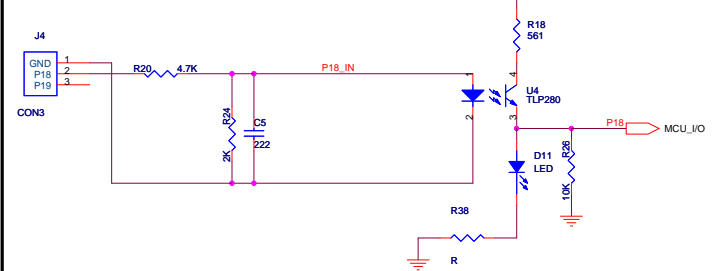 J4
GND
P18
P19
1
2
3
CON3
R20
4.7K
P18_IN
R24
2K
C5
222
1
2
4
3
U4
TLP280
R18
561
P18
MCU_I/O
D11
LED
R26
10K
R38
R